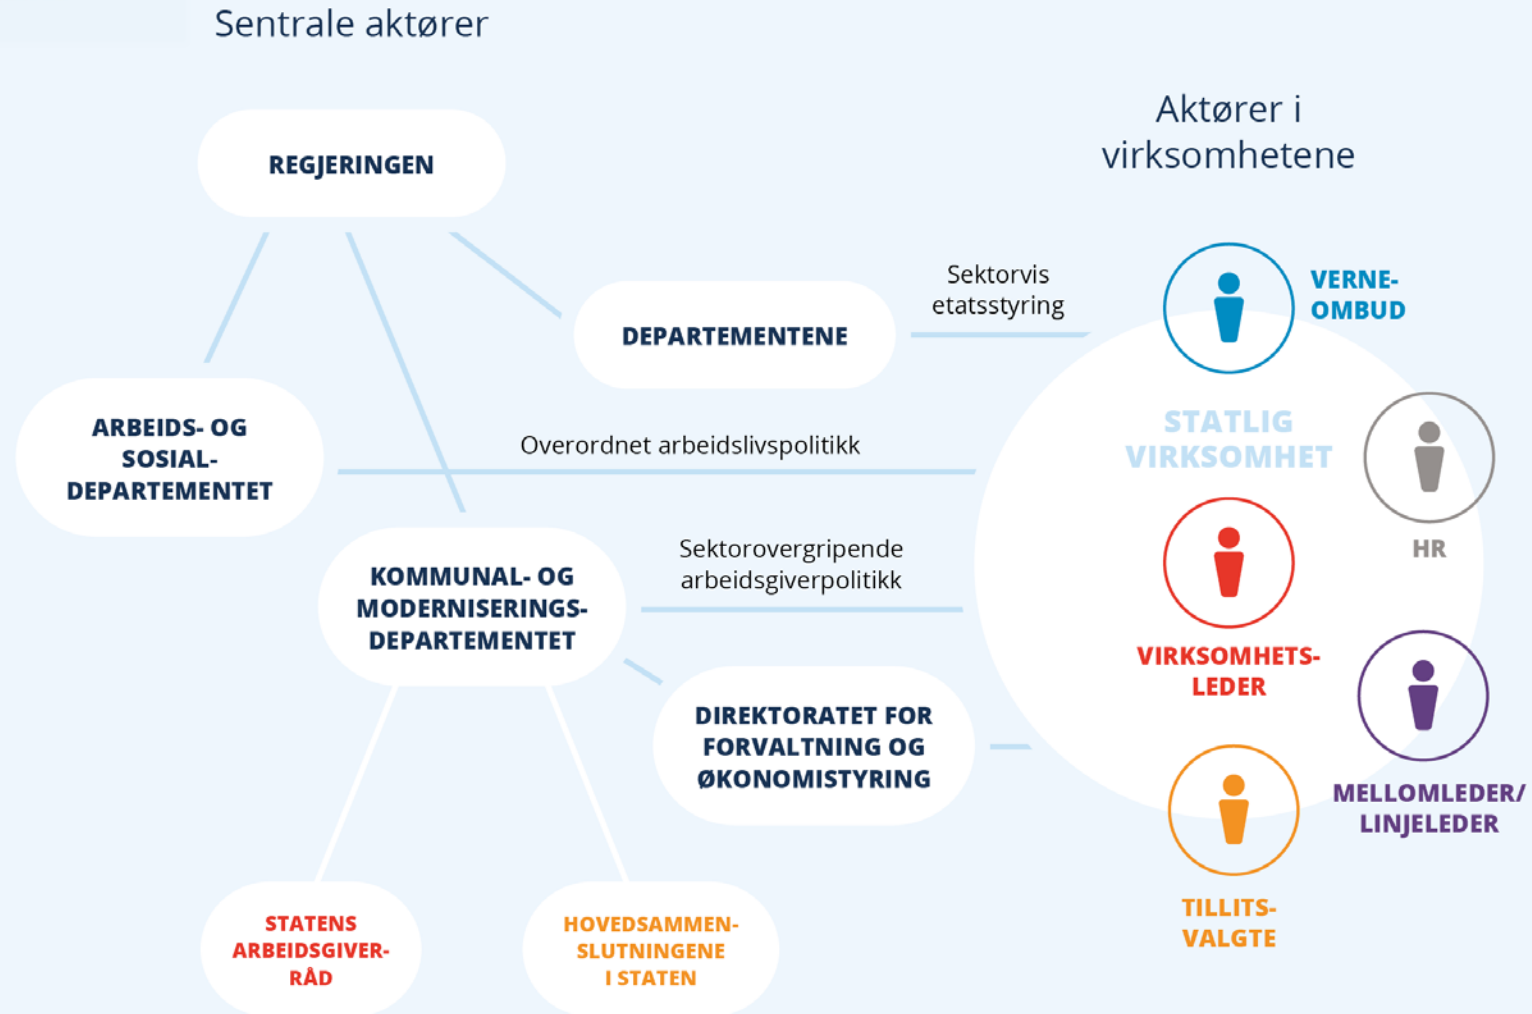 Sentrale aktører
Aktører i
virksomhetene
REGJERINGEN
DEPARTEMENTENE
Sektorvis
etatsstyring
ARBEIDS- OG
SOSIAL-
DEPARTEMENTET
Overordnet arbeidslivspolitikk
KOMMUNAL- OG
MODERNISERINGS-
DEPARTEMENTET
Sektorovergripende
arbeidsgiverpolitikk
DIREKTORATET FOR
FORVALTNING OG
ØKONOMISTYRING
STATENS
ARBEIDSGIVER-
RÅD
HOVEDSAMMEN-
SLUTNINGENE
I STATEN
VERNE-
OMBUD
STATLIG
VIRKSOMHET
HR
VIRKSOMHETS-
LEDER
MELLOMLEDER/
LINJELEDER
TILLITS-
VALGTE